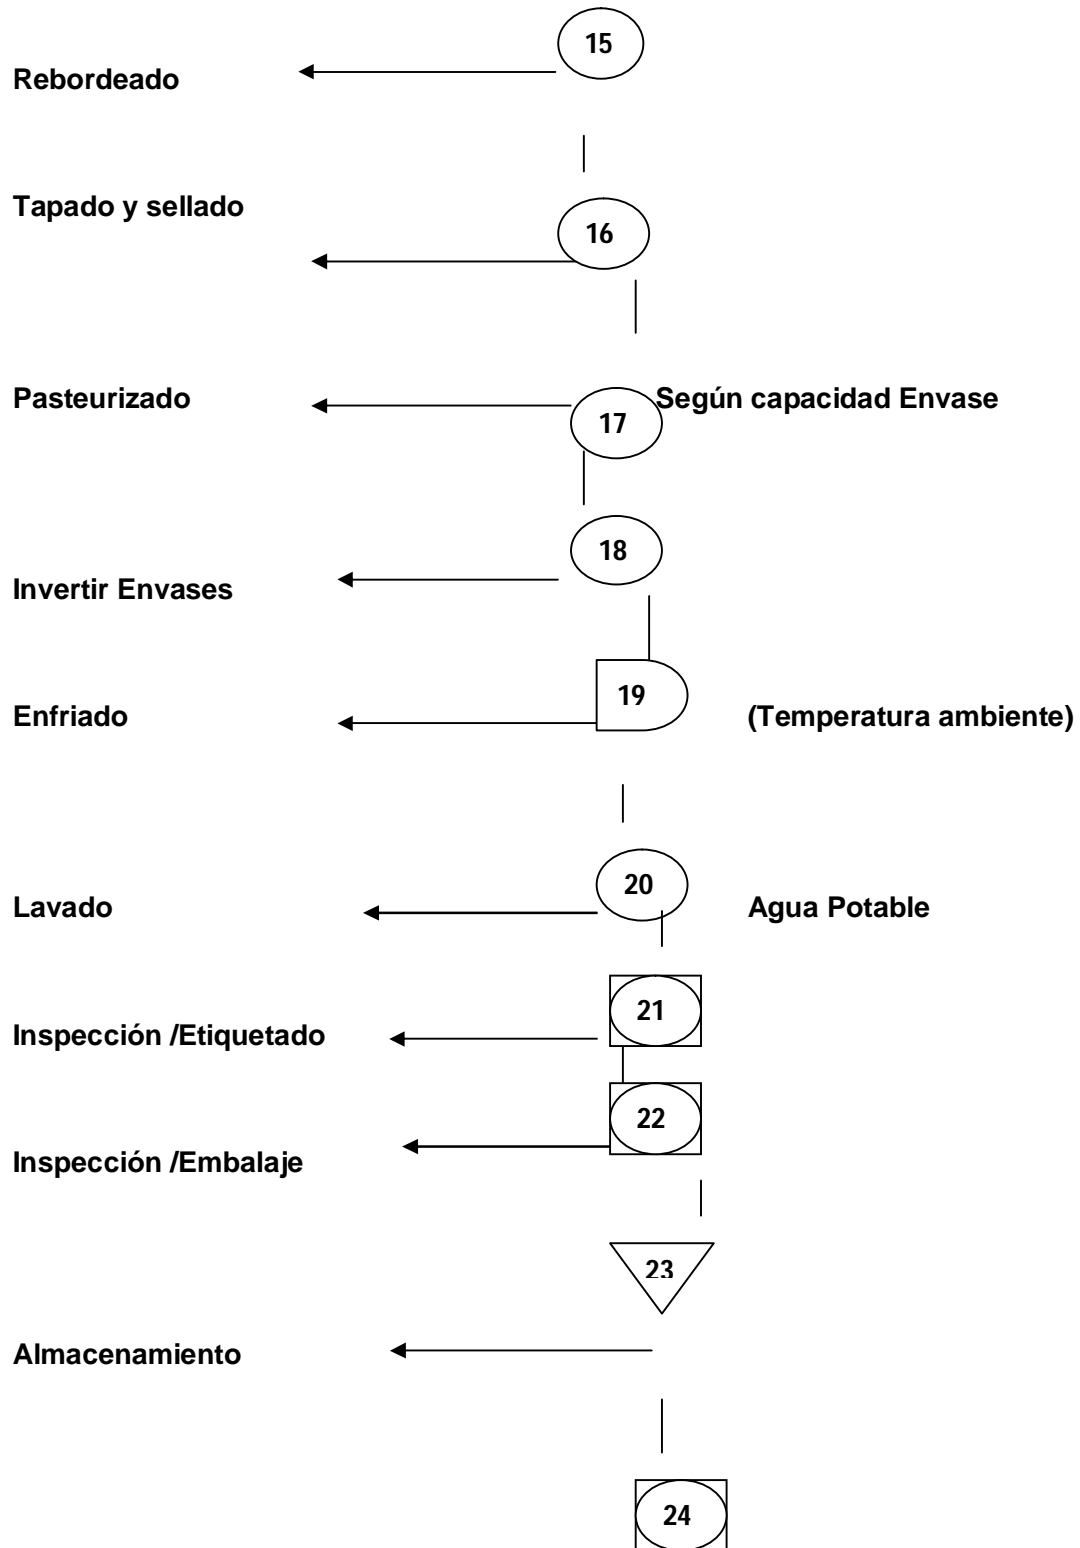 15
Rebordeado
Tapado y sellado
16
Pasteurizado
Según capacidad Envase
17
18
Invertir Envases
19
Enfriado
(Temperatura ambiente)
20
Lavado
Agua Potable
21
Inspección /Etiquetado
22
Inspección /Embalaje
23
Almacenamiento
24